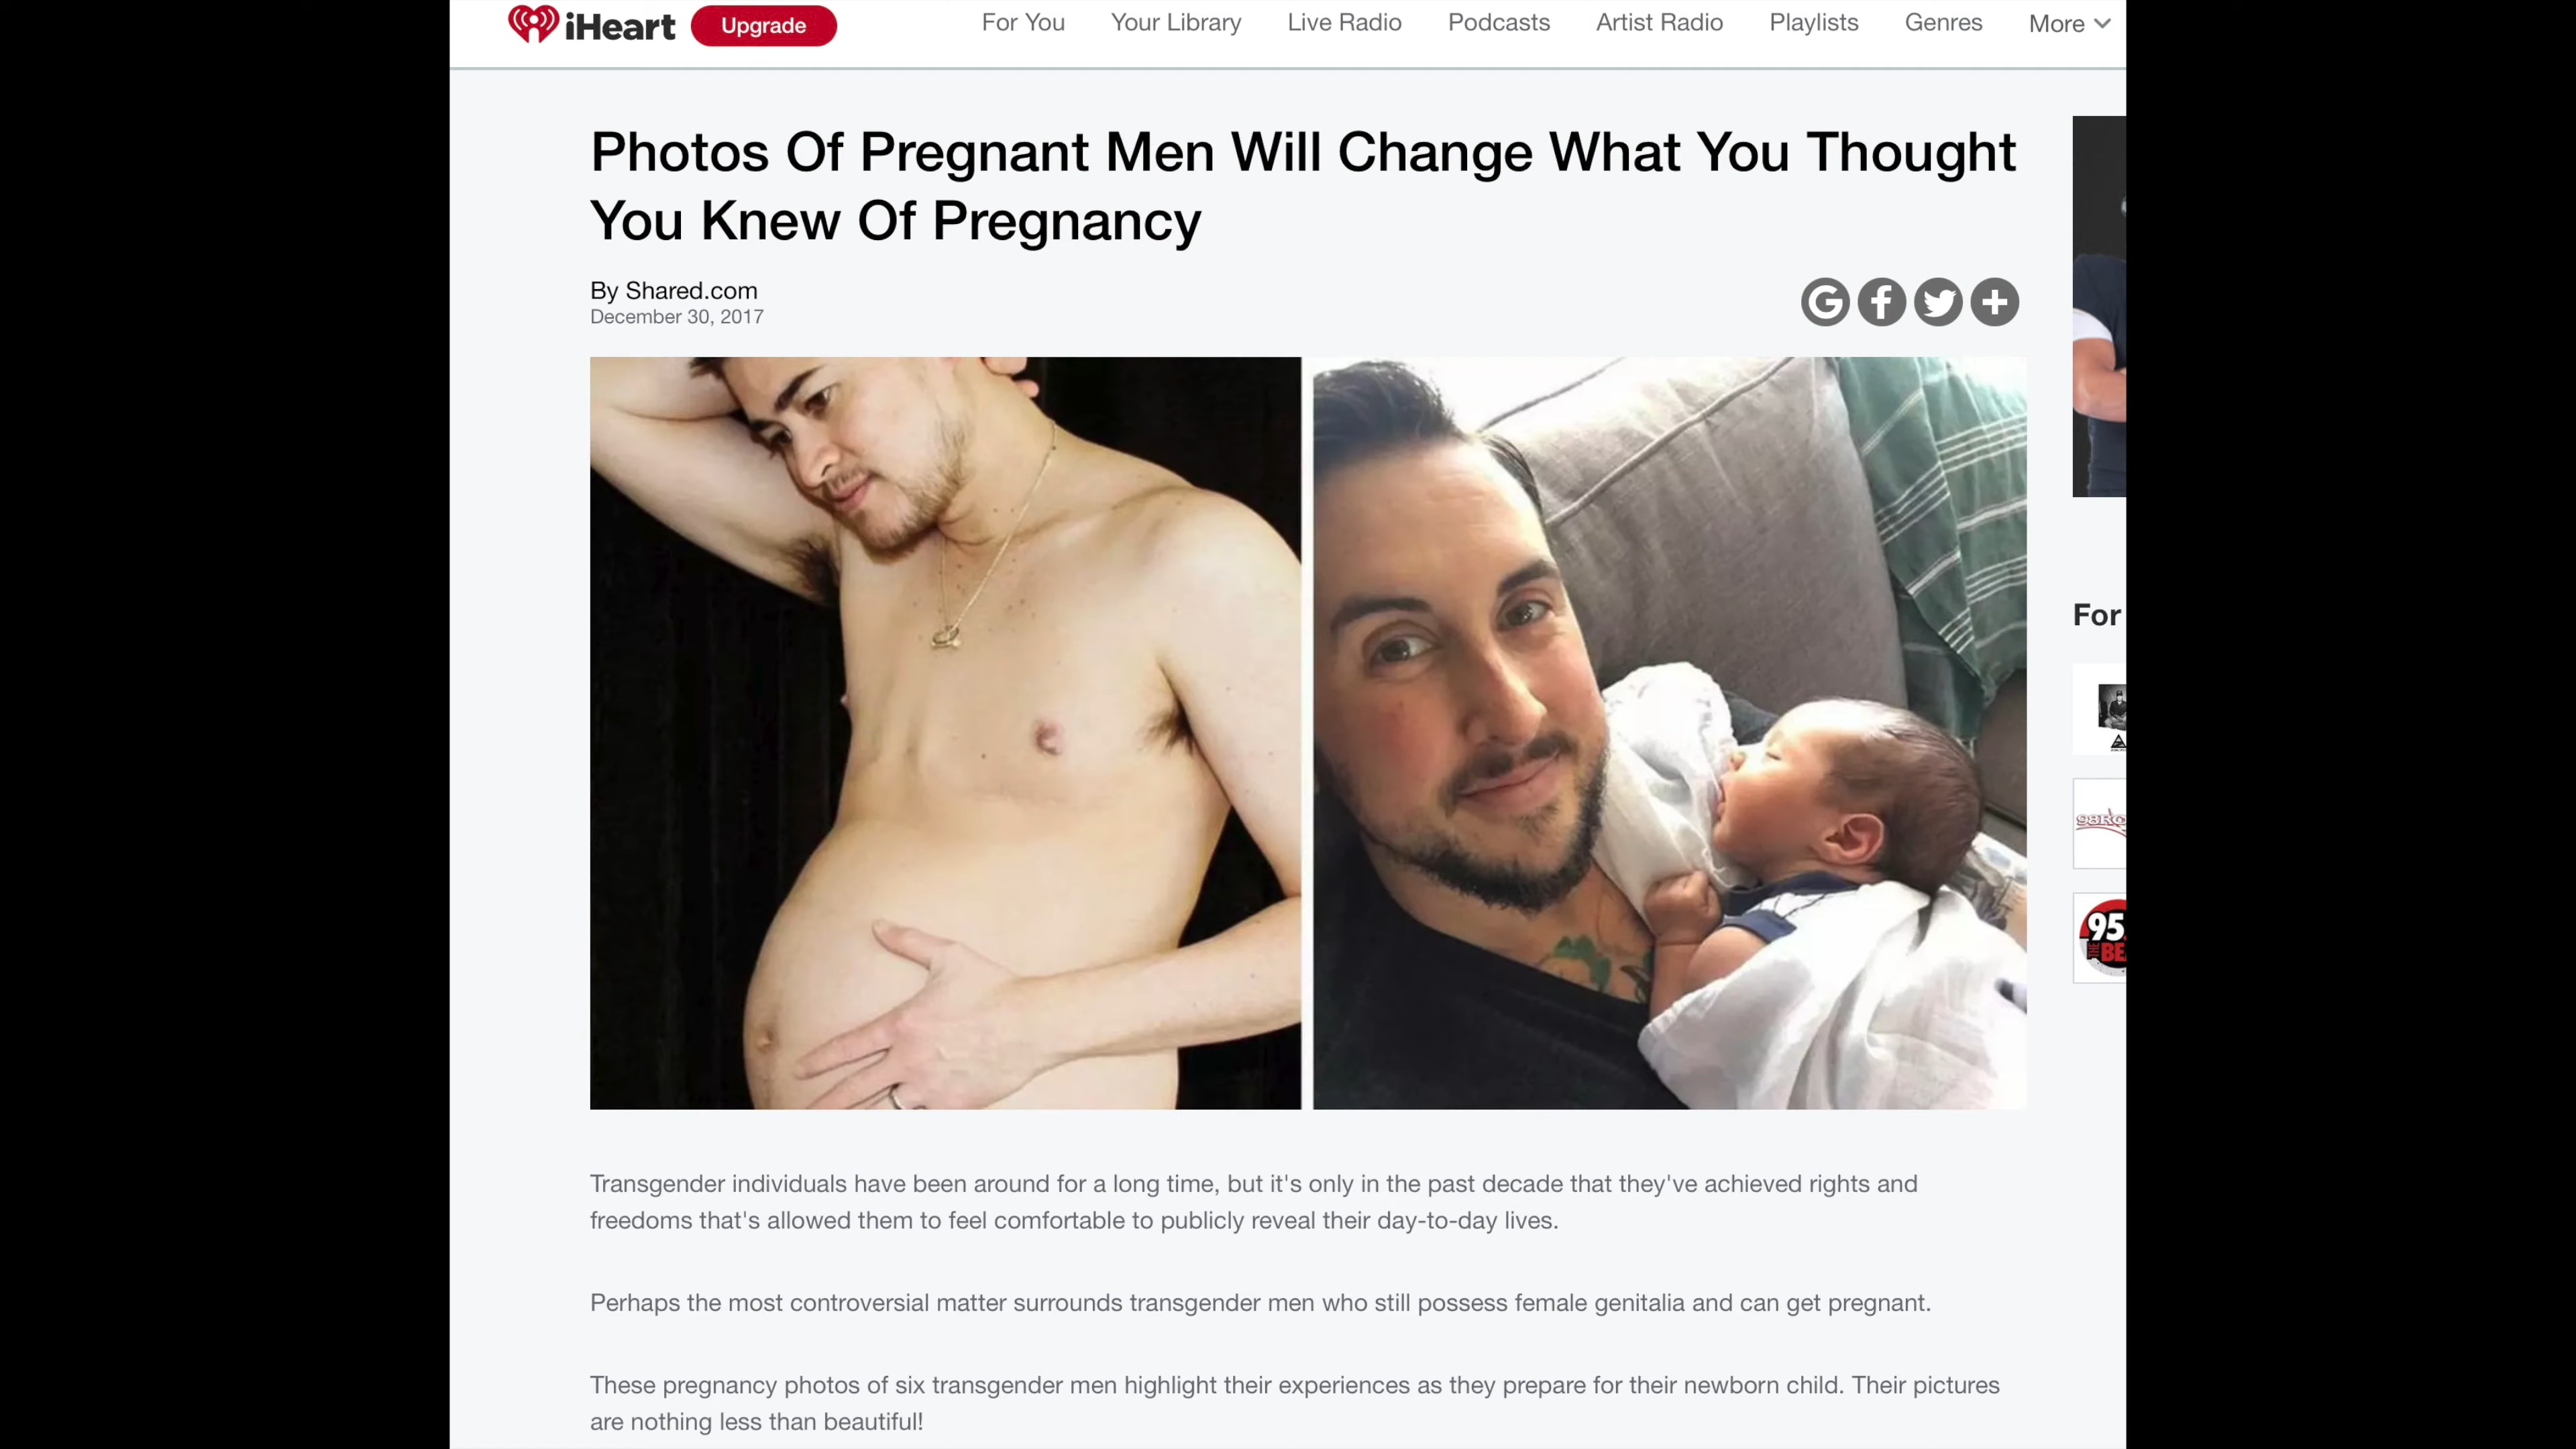 iHeart Upgrade For You Your Library Live Radio Podcasts Artist Radio Playlists Genres More
Photos Of Pregnant Men Will Change What You Thought
You Knew Of Pregnancy
By Shared.com
December 30, 2017
For
98RO
95.
THE BE
Transgender individuals have been around for a long time, but it's only in the past decade that they've achieved rights and
freedoms that's allowed them to feel comfortable to publicly reveal their day-to-day lives.
Perhaps the most controversial matter surrounds transgender men who still possess female genitalia and can get pregnant.
These pregnancy photos of six transgender men highlight their experiences as they prepare for their newborn child. Their pictures
are nothing less than beautiful!